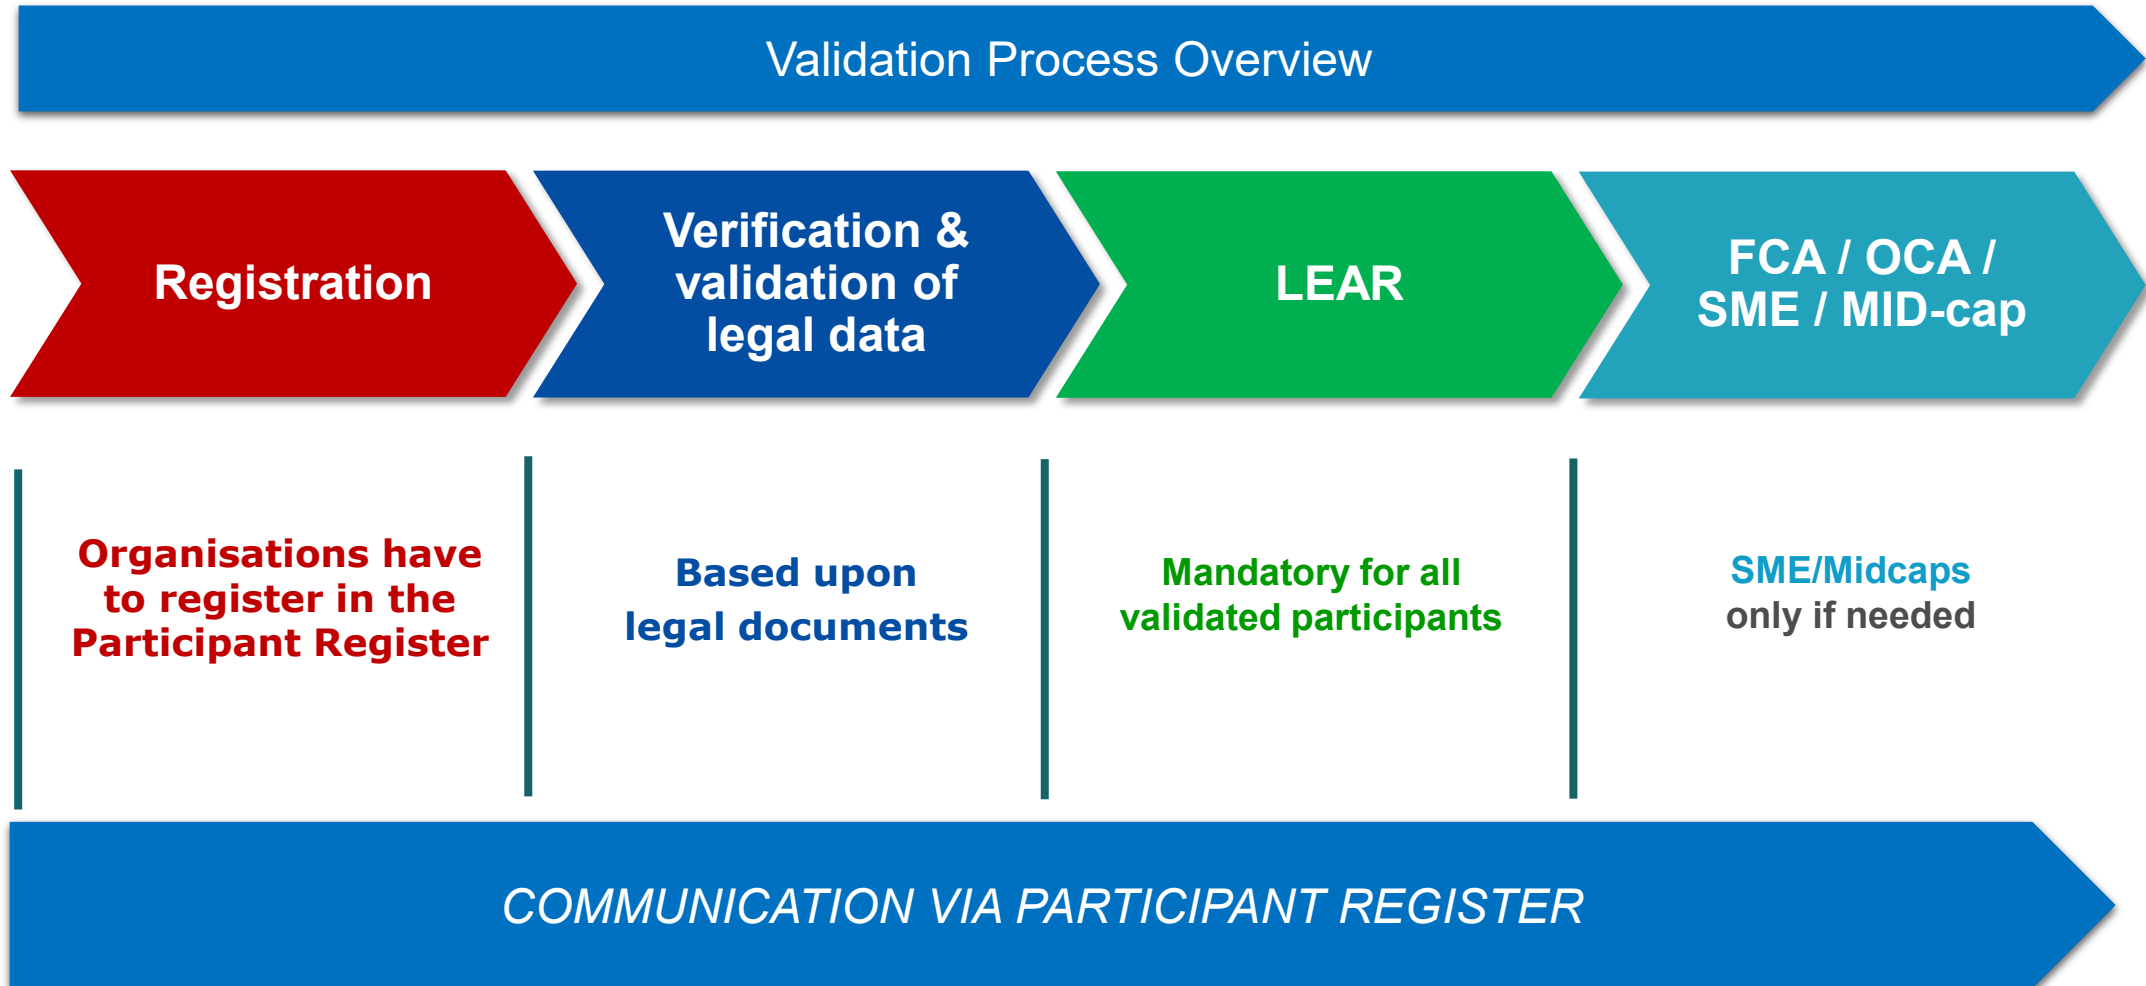 Validation Process Overview
Registration
Verification &
validation of
legal data
LEAR
FCA / OCA /
SME / MID-cap
Organisations have
to register in the
Participant Register
Based upon
legal documents
Mandatory for all
validated participants
SME/Midcaps
only if needed
COMMUNICATION VIA PARTICIPANT REGISTER